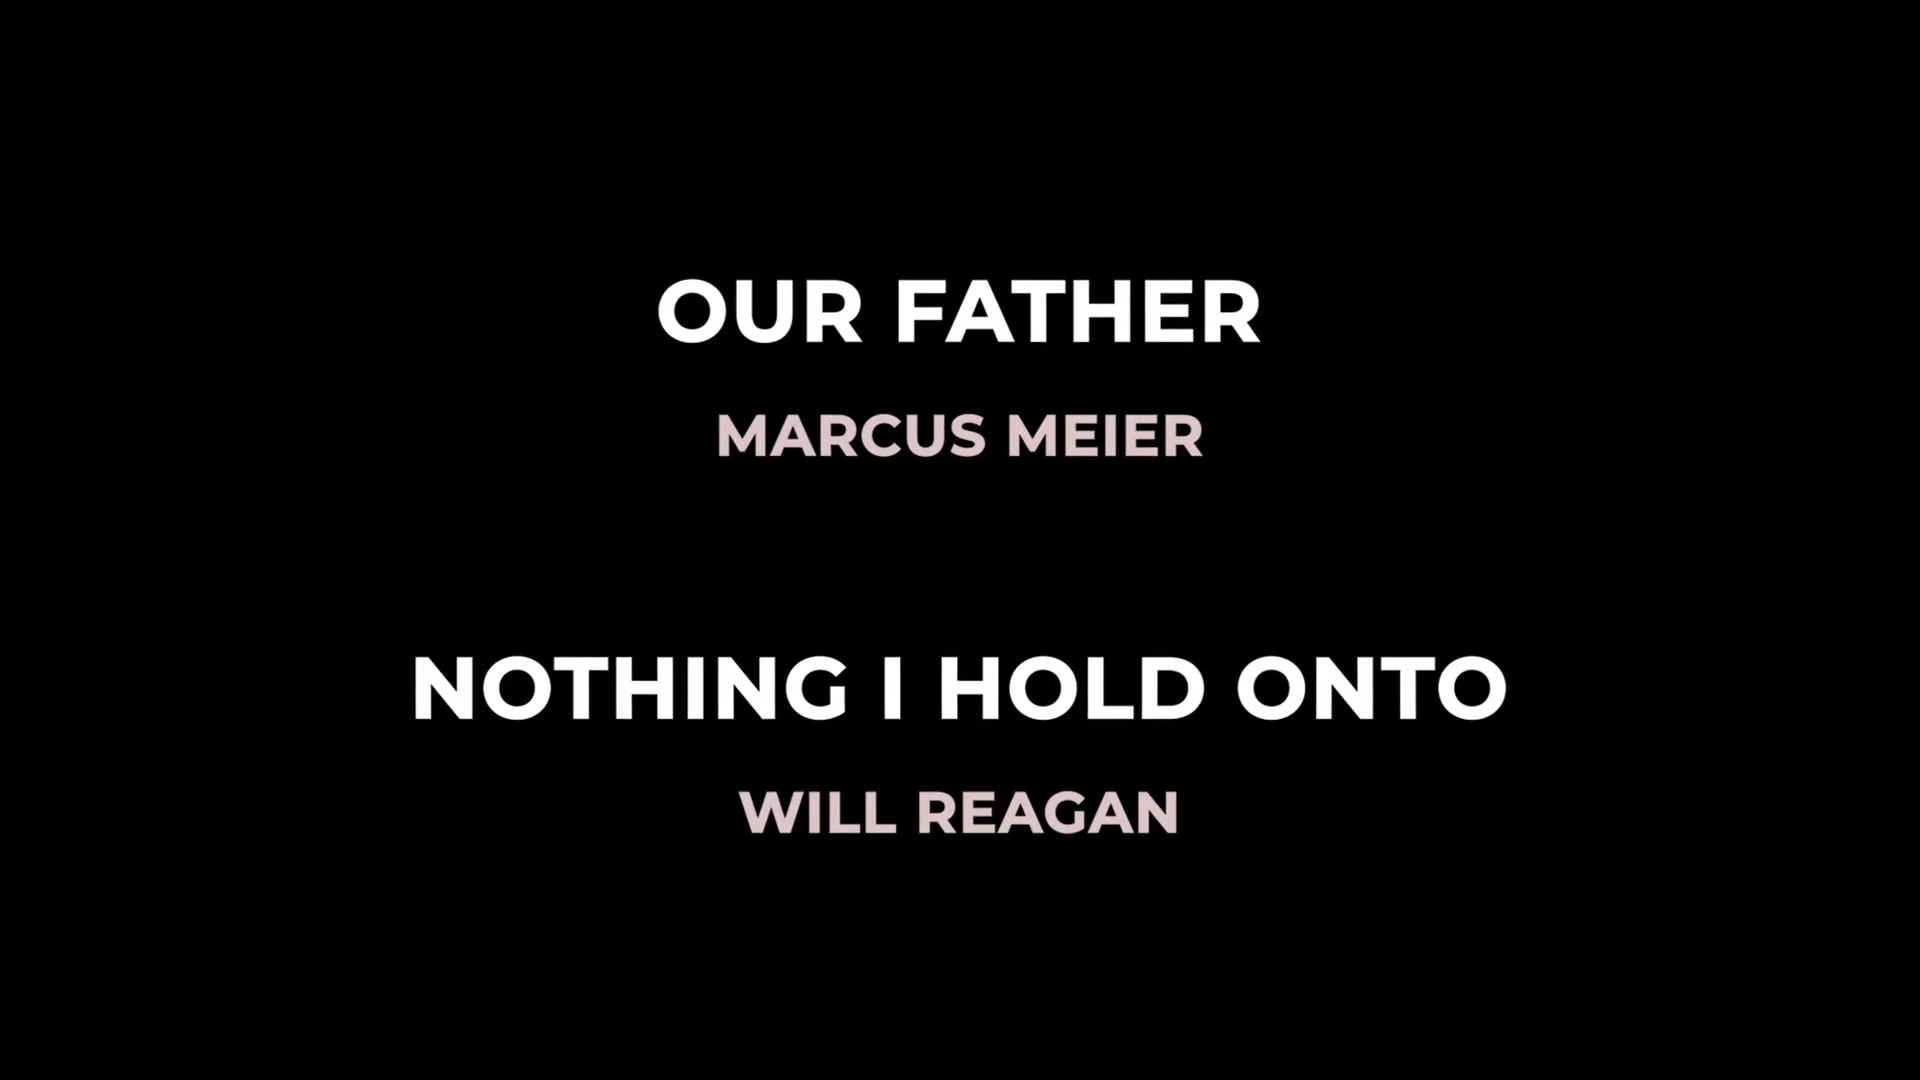 OUR FATHER
MARCUS MEIER
NOTHING I HOLD ONTO
WILL REAGAN